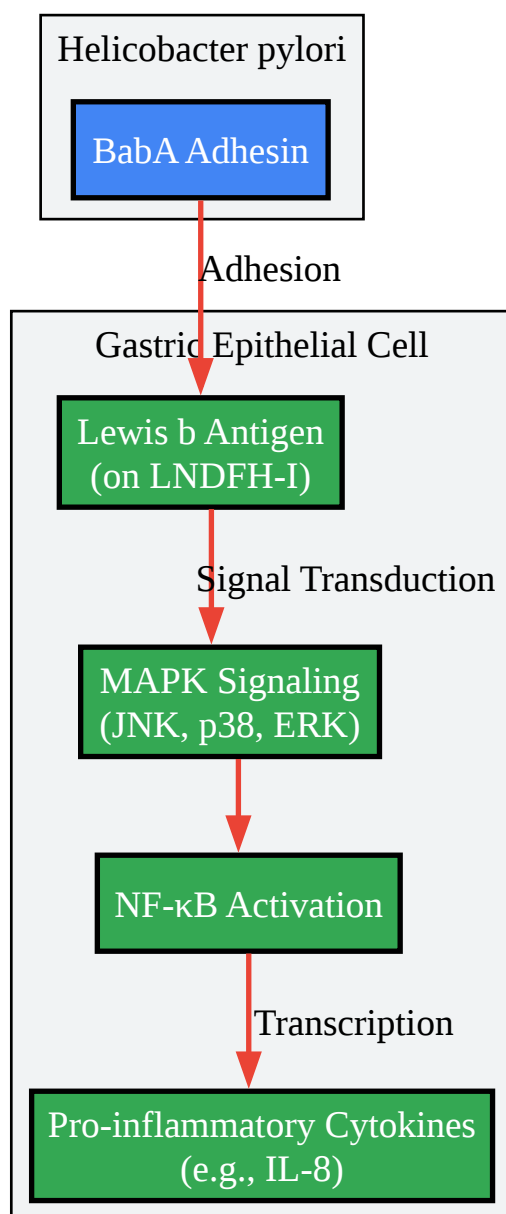 Helicobacter pylori
BabA Adhesin
Adhesion
Gastric Epithelial Cell
Lewis b Antigen
(on LNDFH-I)
Signal Transduction
MAPK Signaling
(JNK, p38, ERK)
NF-κB Activation
Transcription
Pro-inflammatory Cytokines
(e.g., IL-8)